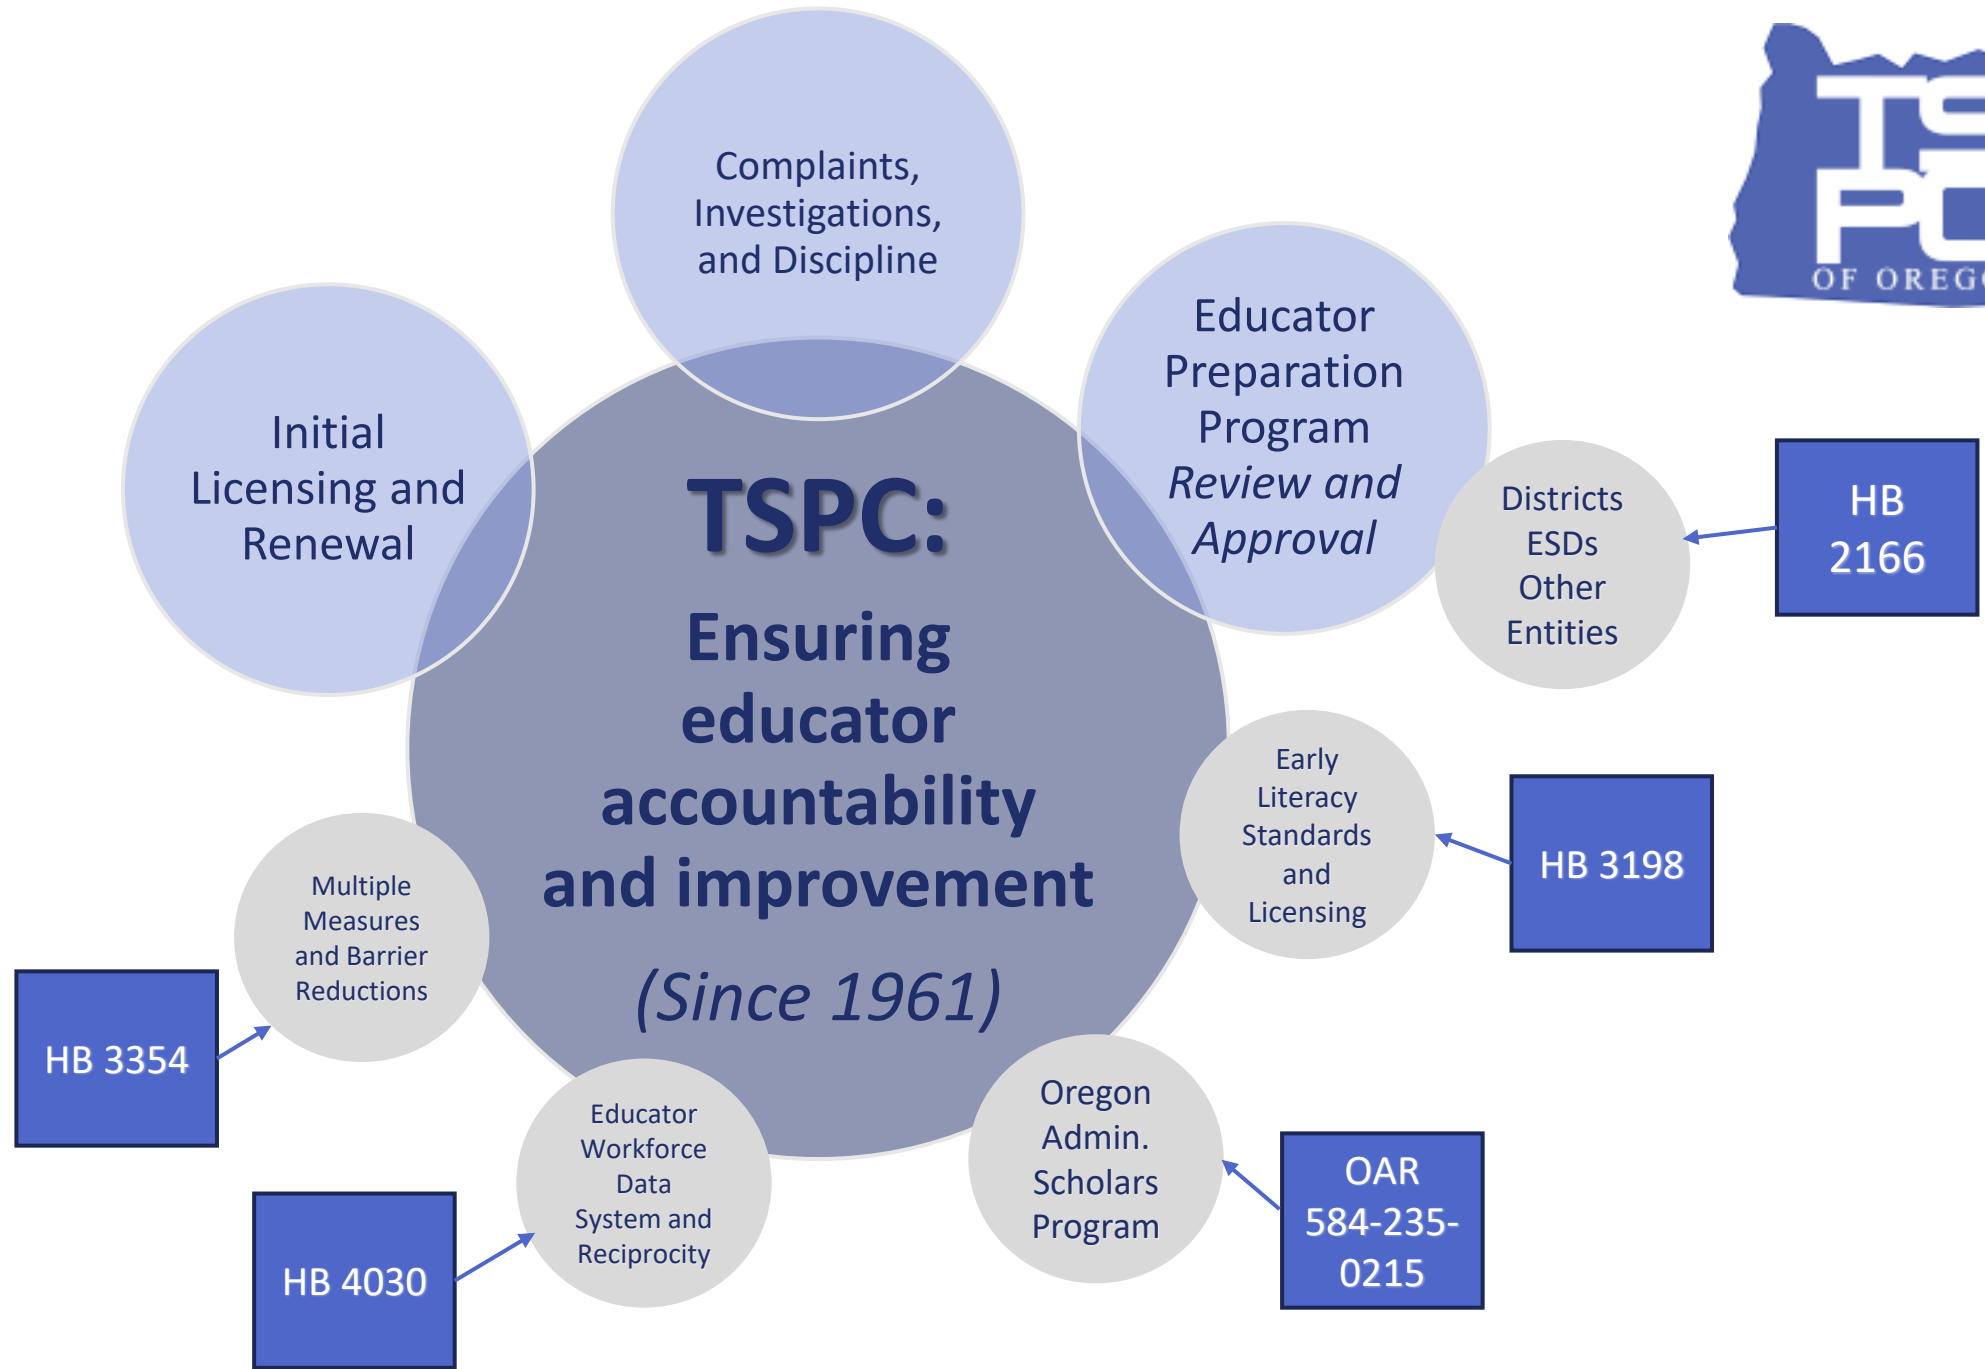 Complaints,
Investigations,
and Discipline
Initial
Licensing and
Renewal
Educator
Preparation
Program
Review and
Approval
TSPC:
Ensuring
educator
accountability
and improvement
(Since 1961)
Districts
ESDs
Other
Entities
HB
2166
Early
Literacy
Standards
and
Licensing
HB 3198
Multiple
Measures
and Barrier
Reductions
HB 3354
Educator
Workforce
Data
System and
Reciprocity
HB 4030
Oregon
Admin.
Scholars
Program
OAR
584-235-
0215
TS
PC
OF